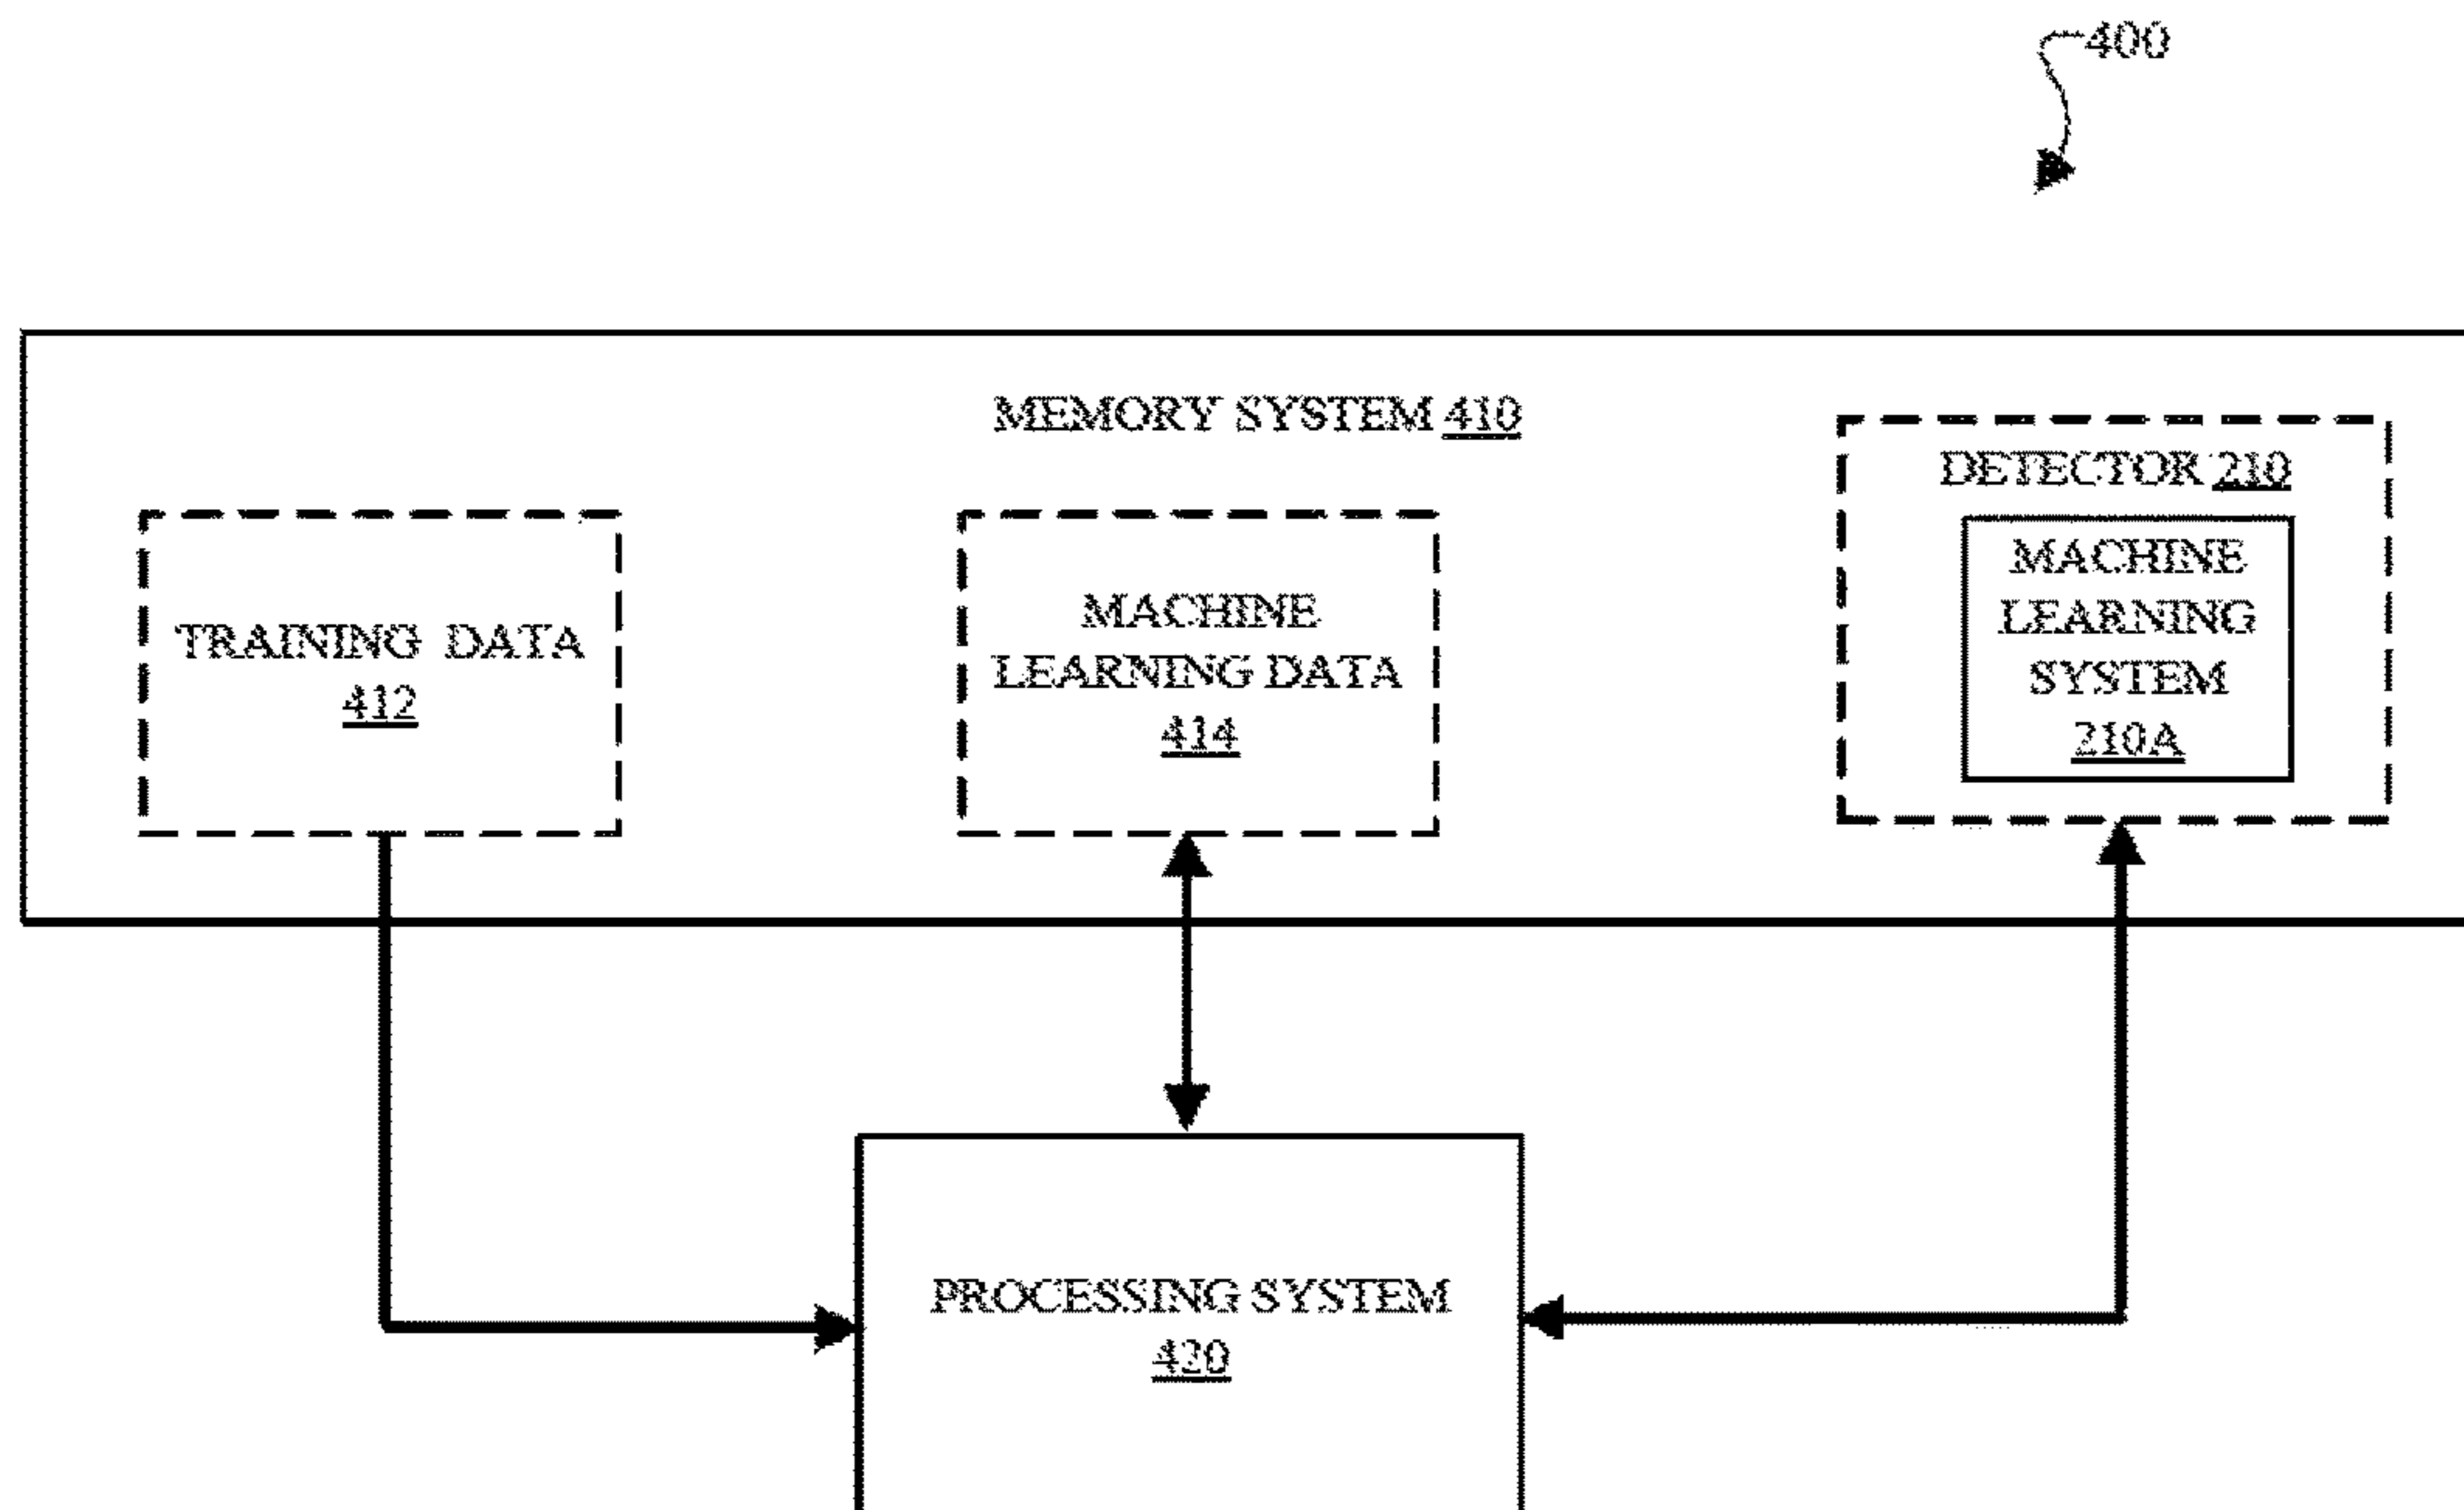 400
MEMORY SYSTEM 410
DETECTOR 210
MACHINE
LEARNING
SYSTEM
210A
TRAINING DATA
412
MACHINE
LEARNING DATA
414
PROCESSING SYSTEM
420